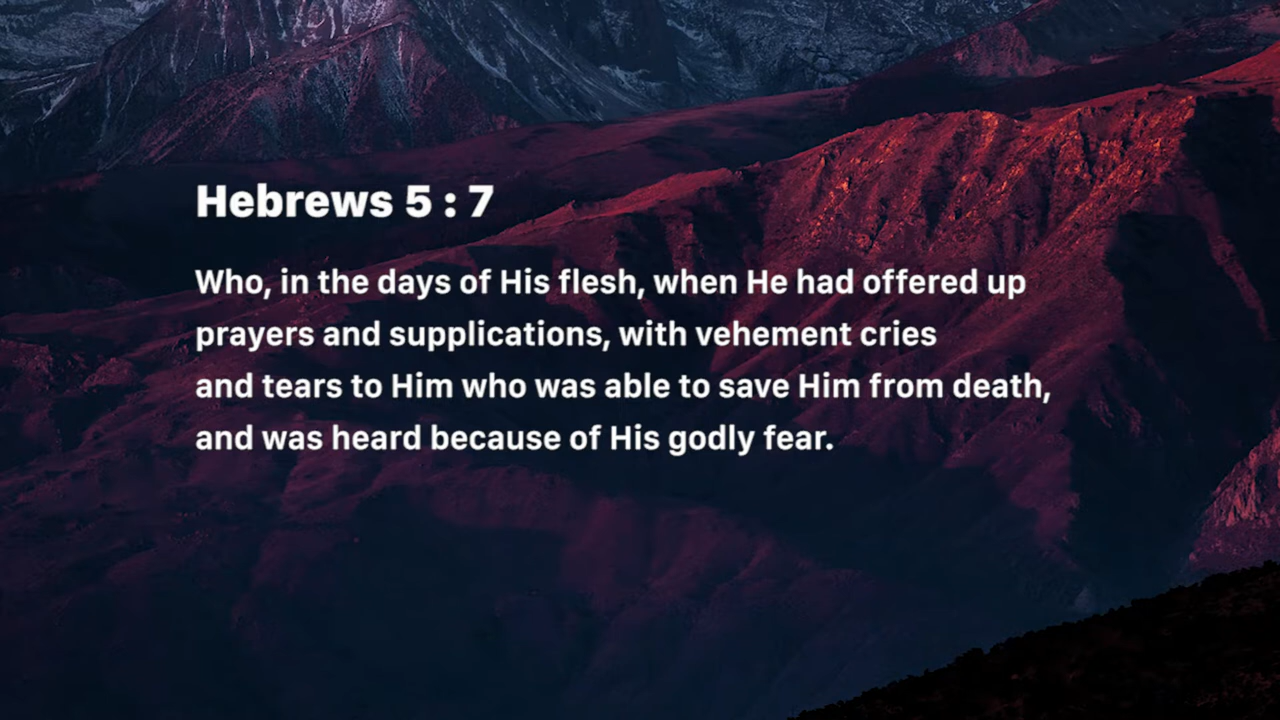 Hebrews 5 : 7
Who, in the days of His flesh, when He had offered up
prayers and supplications, with vehement cries
and tears to Him who was able to save Him from death,
and was heard because of His godly fear.